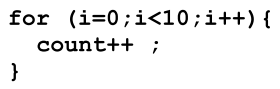 for (i=0;i<10;i++){
  count++ ;
}